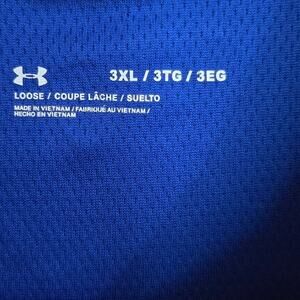 3XL / 3TG / 3EG
LOOSE / COUPE LÂCHE / SUELTO
MADE IN VIETNAM / FABRIQUÉ AU VIETNAM /
HECHO EN VIETNAM